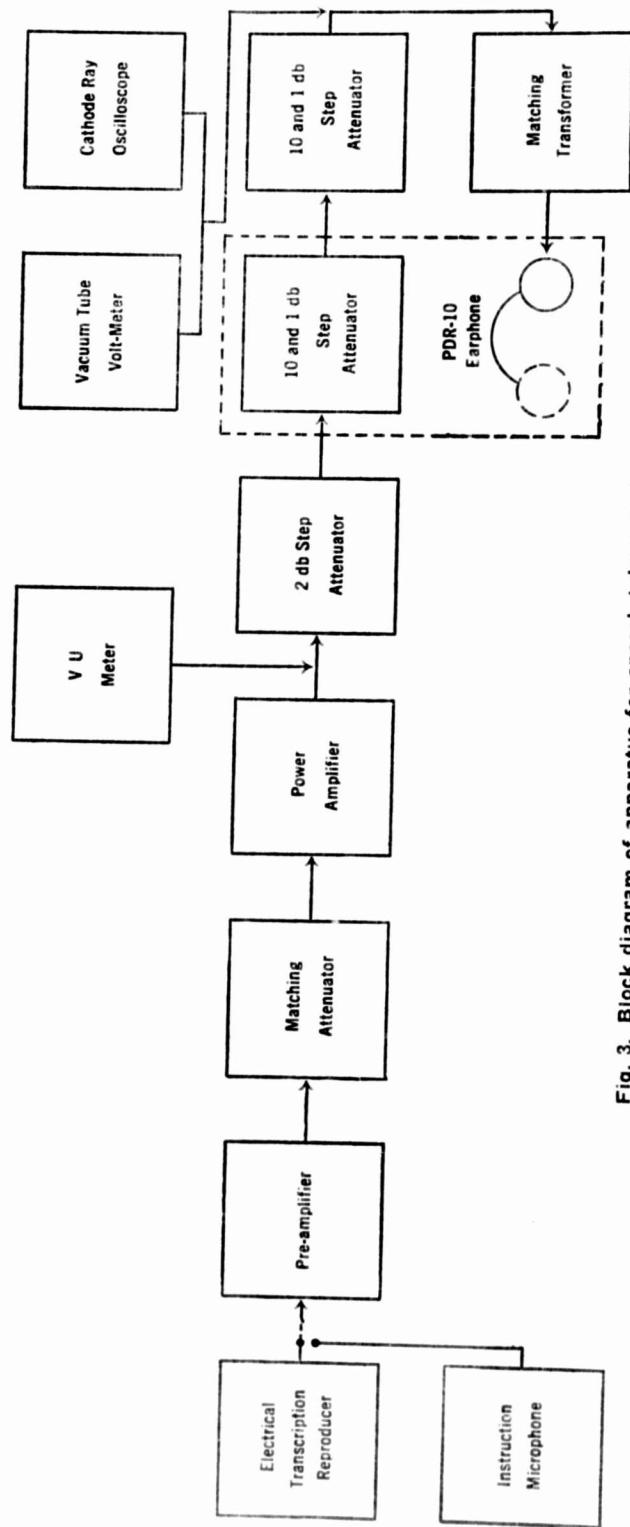 Electrical
Transcription
Reproducer
Instruction
Microphone
Pre-amplifier
Matching
Attenuator
Power
Amplifier
V U
Meter
2 db Step
Attenuator
10 and 1 db
Step
Attenuator
PDR-10
Earphone
Vacuum Tube
Volt-Meter
Cathode Ray
Oscilloscope
10 and 1 db
Step
Attenuator
Matching
Transformer
Fig. 3. Block diagram of apparatus for